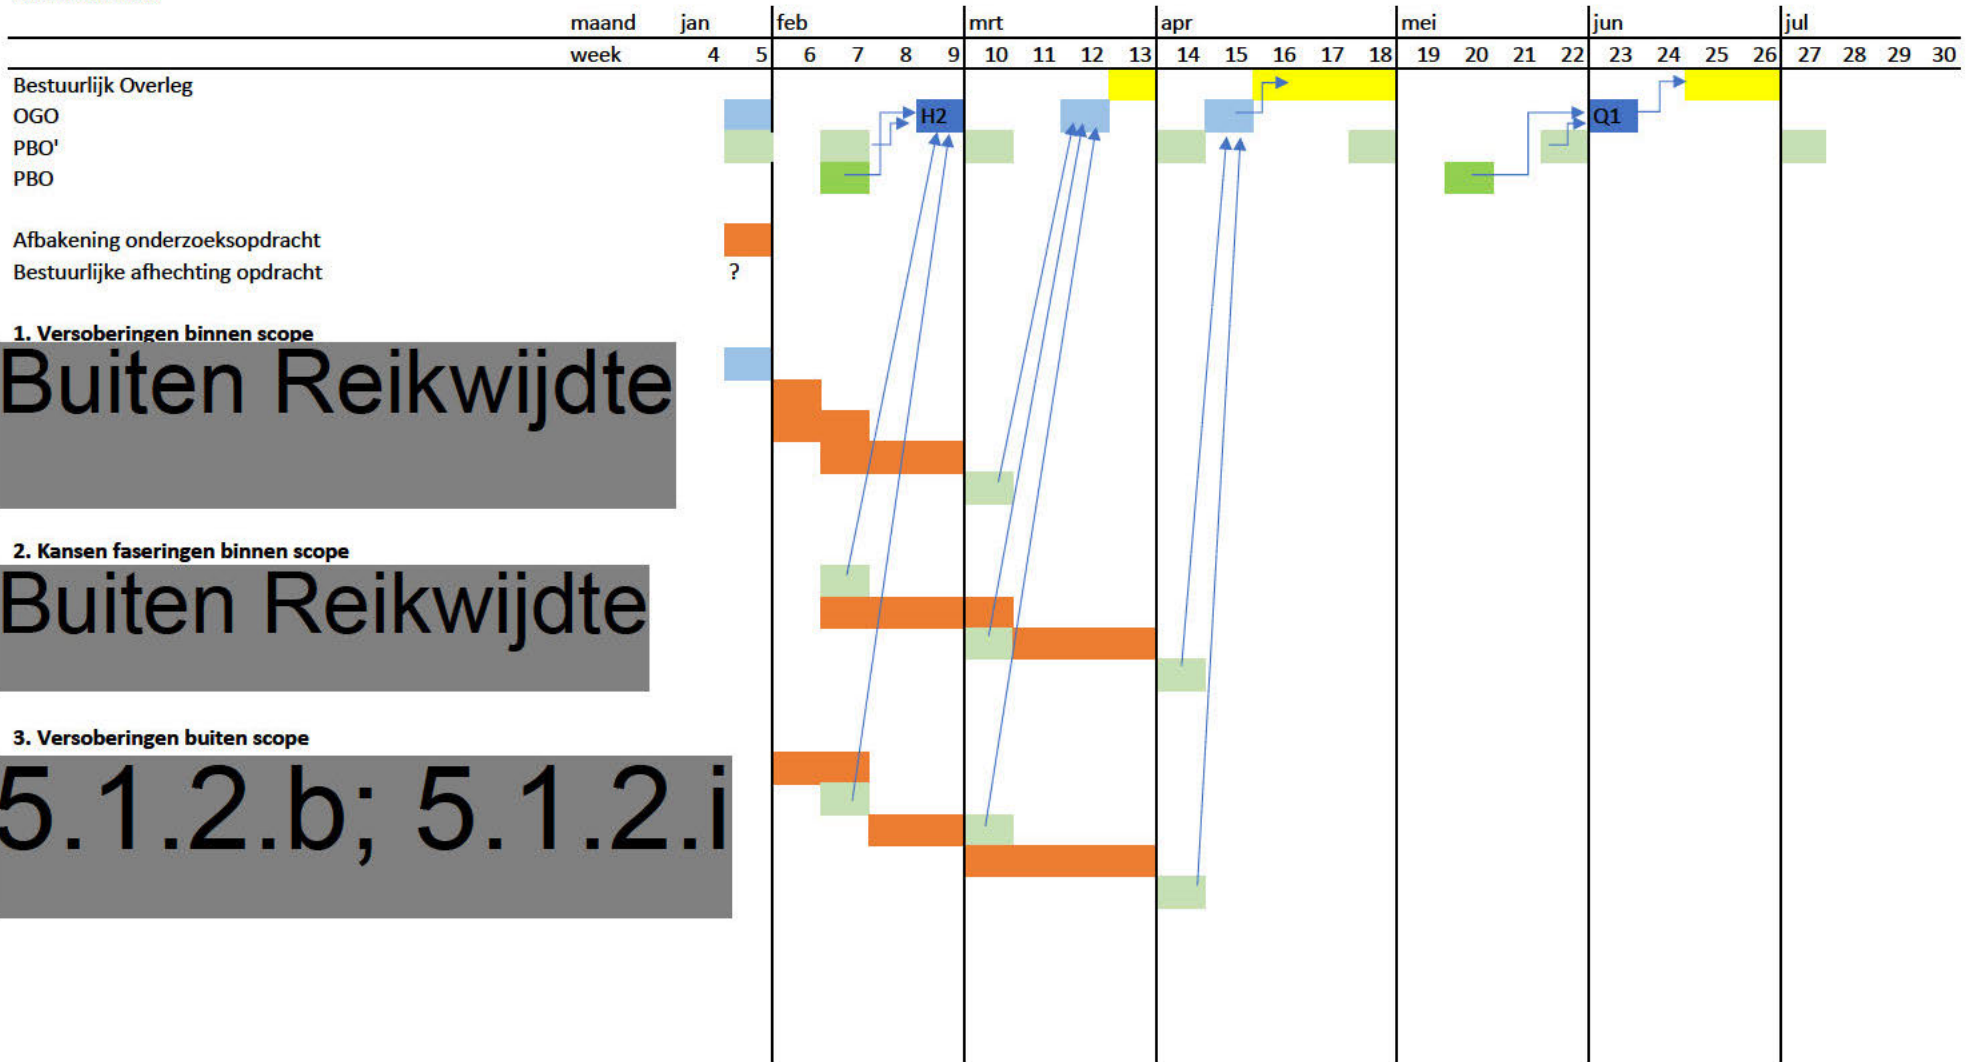 maand jan feb mrt apr mei jun jul
week 4 5 6 7 8 9 10 11 12 13 14 15 16 17 18 19 20 21 22 23 24 25 26 27 28 29 30
Bestuurlijk Overleg
OGO H2 Q1
PBO'
PBO
Afbakening onderzoeksopdracht
Bestuurlijke afhechting opdracht ?
1. Versoberingen binnen scope
Buiten Reikwijdte
2. Kansen faseringen binnen scope
Buiten Reikwijdte
3. Versoberingen buiten scope
5.1.2.b; 5.1.2.i